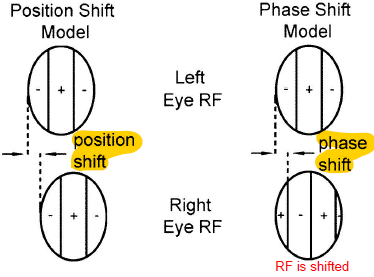 Position Shift
Model
Phase Shift
Model
- + -
Left
Eye RF
- + -
position
shift
phase
shift
- + -
Right
Eye RF
+ - + -
RF is shifted